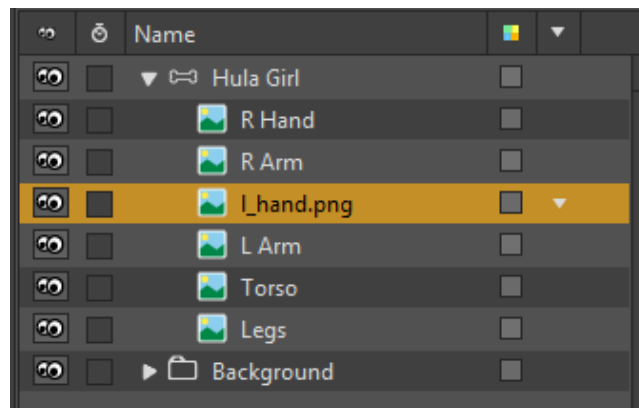 Name
Hula Girl
R Hand
R Arm
l_hand.png
L Arm
Torso
Legs
Background